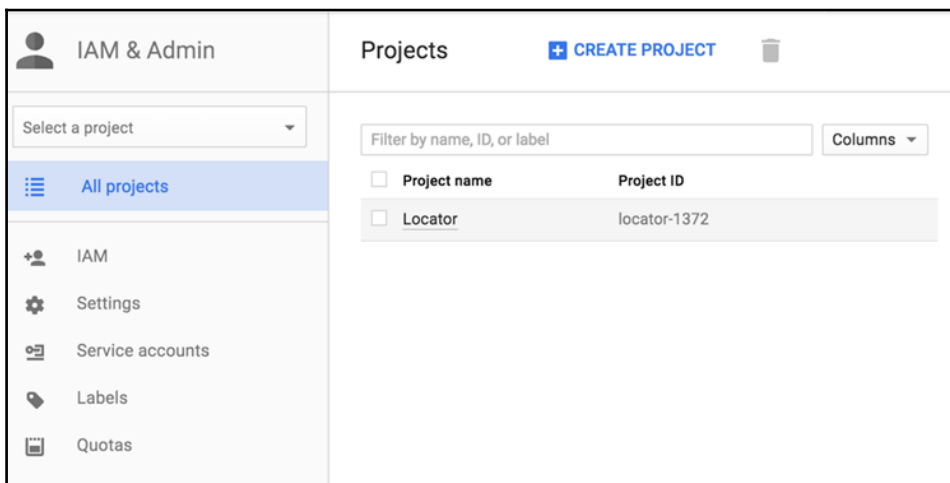 IAM & Admin
Select a project
All projects
IAM
Settings
Service accounts
Labels
Quotas
Projects
CREATE PROJECT
Filter by name, ID, or label
Columns
Project name Project ID
Locator locator-1372